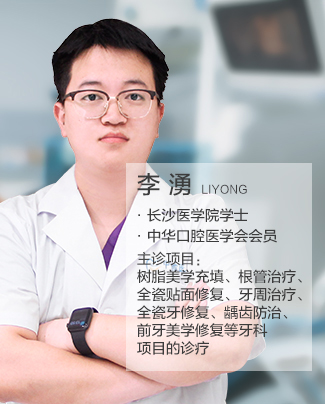 李 湧 LIYONG
· 长沙医学院学士
· 中华口腔医学会会员
主诊项目：
树脂美学充填、根管治疗、
全瓷贴面修复、牙周治疗、
全瓷牙修复、龋齿防治、
前牙美学修复等牙科
项目的诊疗